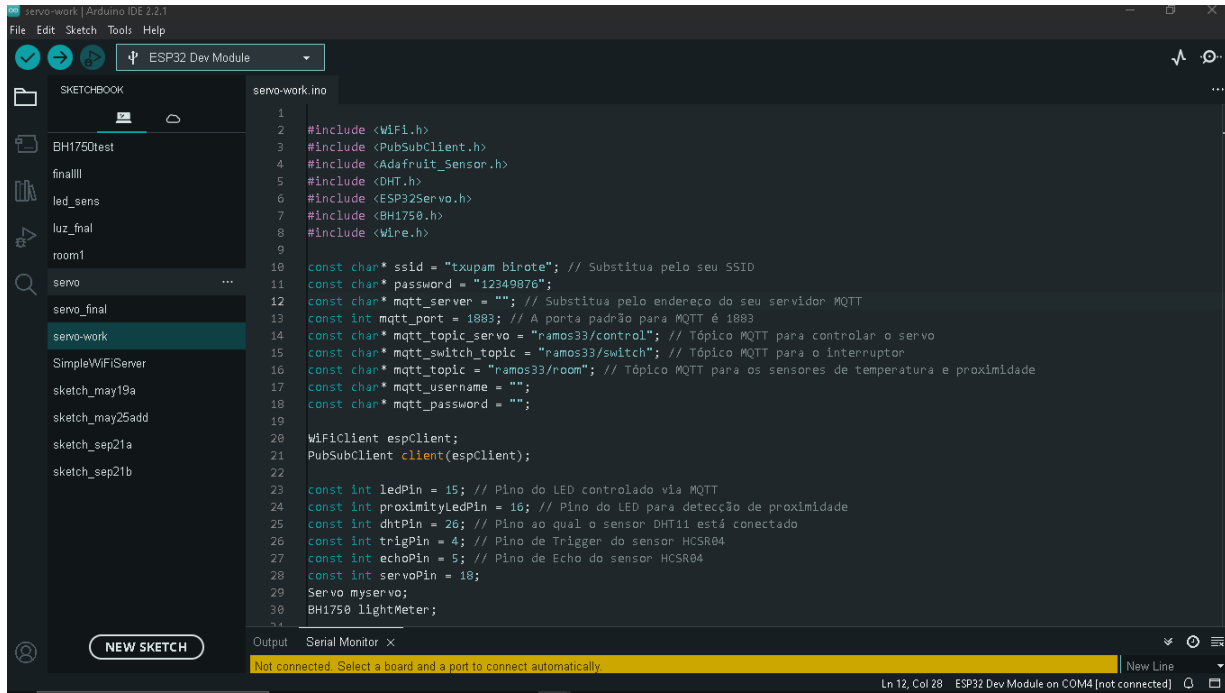 servo-work | Arduino IDE 2.2.1
File Edit Sketch Tools Help
ESP32 Dev Module
SKETCHBOOK
BH1750test
finallll
led_sens
luz_fnal
room1
servo
servo_final
servo-work
SimpleWiFiServer
sketch_may19a
sketch_may25add
sketch_sep21a
sketch_sep21b
NEW SKETCH
servo-work.ino
1
2 #include <WiFi.h>
3 #include <PubSubClient.h>
4 #include <Adafruit_Sensor.h>
5 #include <DHT.h>
6 #include <ESP32Servo.h>
7 #include <BH1750.h>
8 #include <Wire.h>
9
10 const char* ssid = "txupam birote"; // Substitua pelo seu SSID
11 const char* password = "12349876";
12 const char* mqtt_server = ""; // Substitua pelo endereço do seu servidor MQTT
13 const int mqtt_port = 1883; // A porta padrão para MQTT é 1883
14 const char* mqtt_topic_servo = "ramos33/control"; // Tópico MQTT para controlar o servo
15 const char* mqtt_switch_topic = "ramos33/switch"; // Tópico MQTT para o interruptor
16 const char* mqtt_topic = "ramos33/room"; // Tópico MQTT para os sensores de temperatura e proximidade
17 const char* mqtt_username = "";
18 const char* mqtt_password = "";
19
20 WiFiClient espClient;
21 PubSubClient client(espClient);
22
23 const int ledPin = 15; // Pino do LED controlado via MQTT
24 const int proximityLedPin = 16; // Pino do LED para detecção de proximidade
25 const int dhtPin = 26; // Pino ao qual o sensor DHT11 está conectado
26 const int trigPin = 4; // Pino de Trigger do sensor HCSR04
27 const int echoPin = 5; // Pino de Echo do sensor HCSR04
28 const int servoPin = 18;
29 Servo myservo;
30 BH1750 lightMeter;
Output Serial Monitor
Not connected. Select a board and a port to connect automatically.
New Line
Ln 12, Col 28 ESP32 Dev Module on COM4 [not connected]